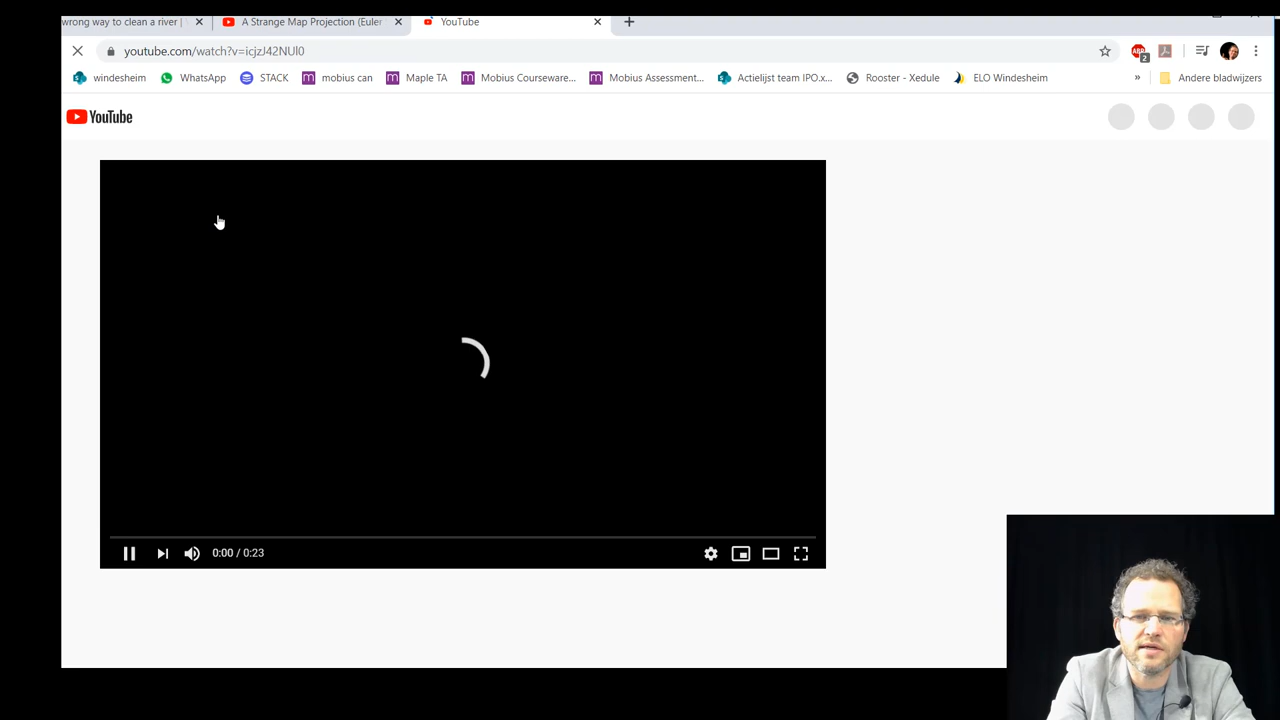 wrong way to clean a river |
A Strange Map Projection (Euler
YouTube
youtube.com/watch?v=icjzJ42NUl0
2
windesheim
WhatsApp
STACK
mobius can
Maple TA
Mobius Courseware...
Mobius Assessment...
Actielijst team IPO.x...
Rooster - Xedule
ELO Windesheim
»
Andere bladwijzers
YouTube
0:00 / 0:23